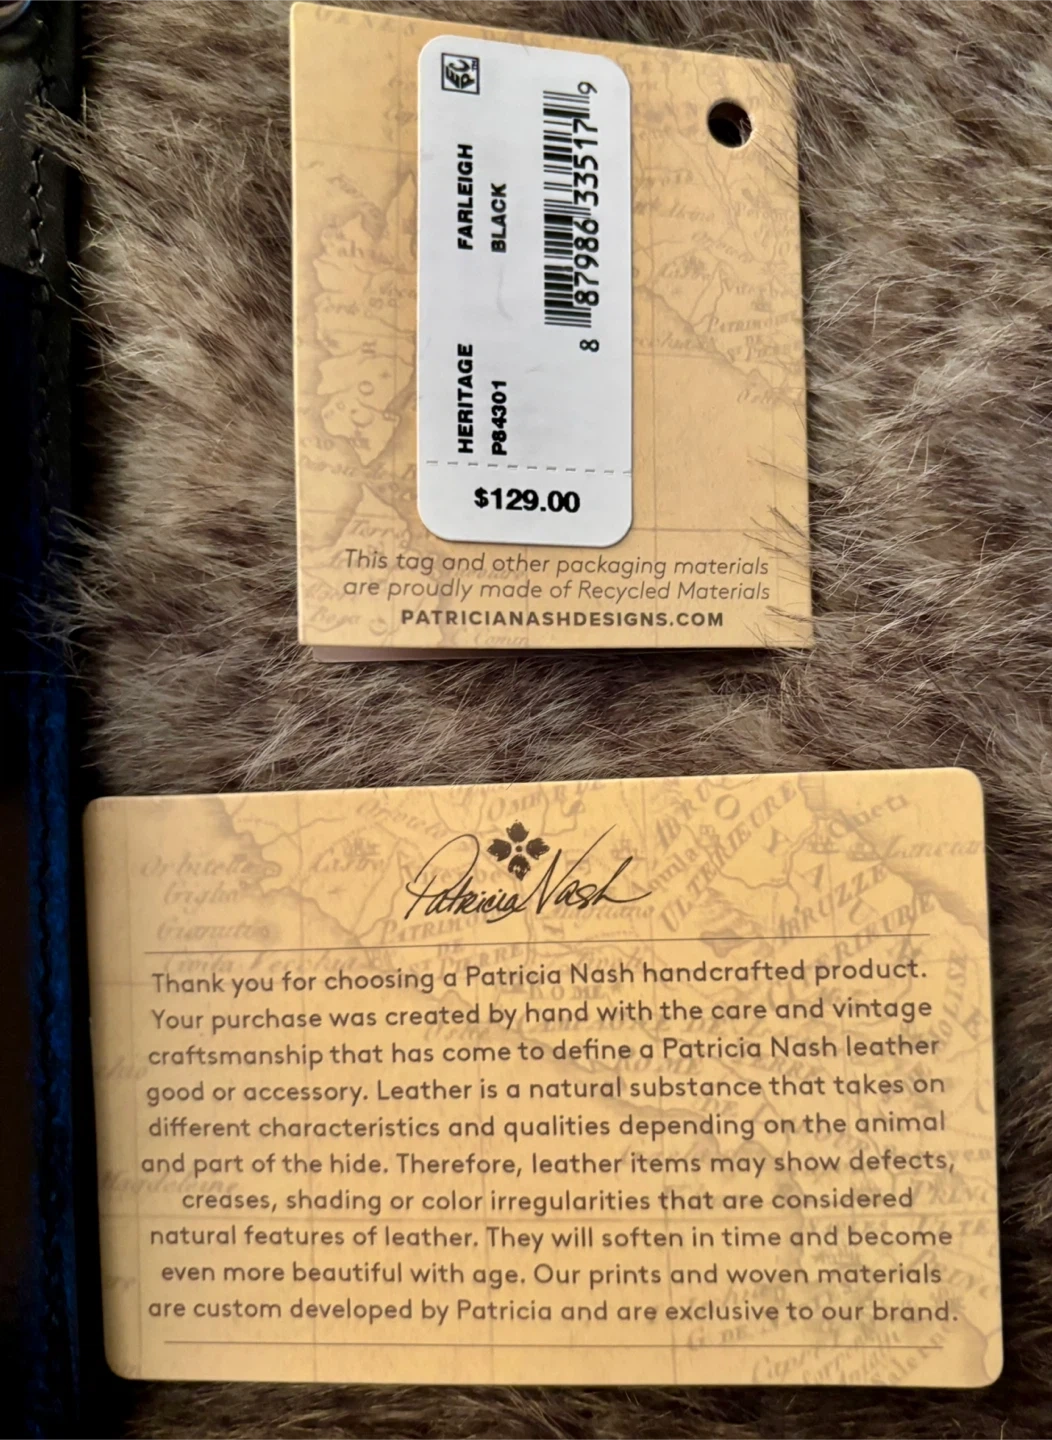 HERITAGE FARLEIGH
P84301 BLACK
8 87986 33517 9
$129.00
This tag and other packaging materials
are proudly made of Recycled Materials
PATRICIANASHDESIGNS.COM
Patricia Nash
Thank you for choosing a Patricia Nash handcrafted product.
Your purchase was created by hand with the care and vintage
craftsmanship that has come to define a Patricia Nash leather
good or accessory. Leather is a natural substance that takes on
different characteristics and qualities depending on the animal
and part of the hide. Therefore, leather items may show defects,
creases, shading or color irregularities that are considered
natural features of leather. They will soften in time and become
even more beautiful with age. Our prints and woven materials
are custom developed by Patricia and are exclusive to our brand.